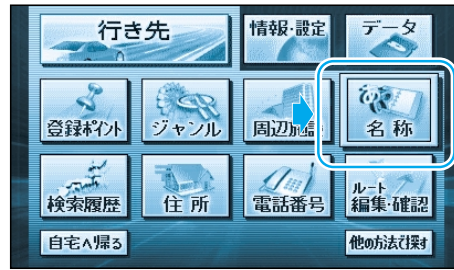 行き先
情報・設定
データ
登録ポイント
ジャンル
周辺施設
名称
検索履歴
住所
電話番号
ルート
編集・確認
自宅へ帰る
他の方法で探す